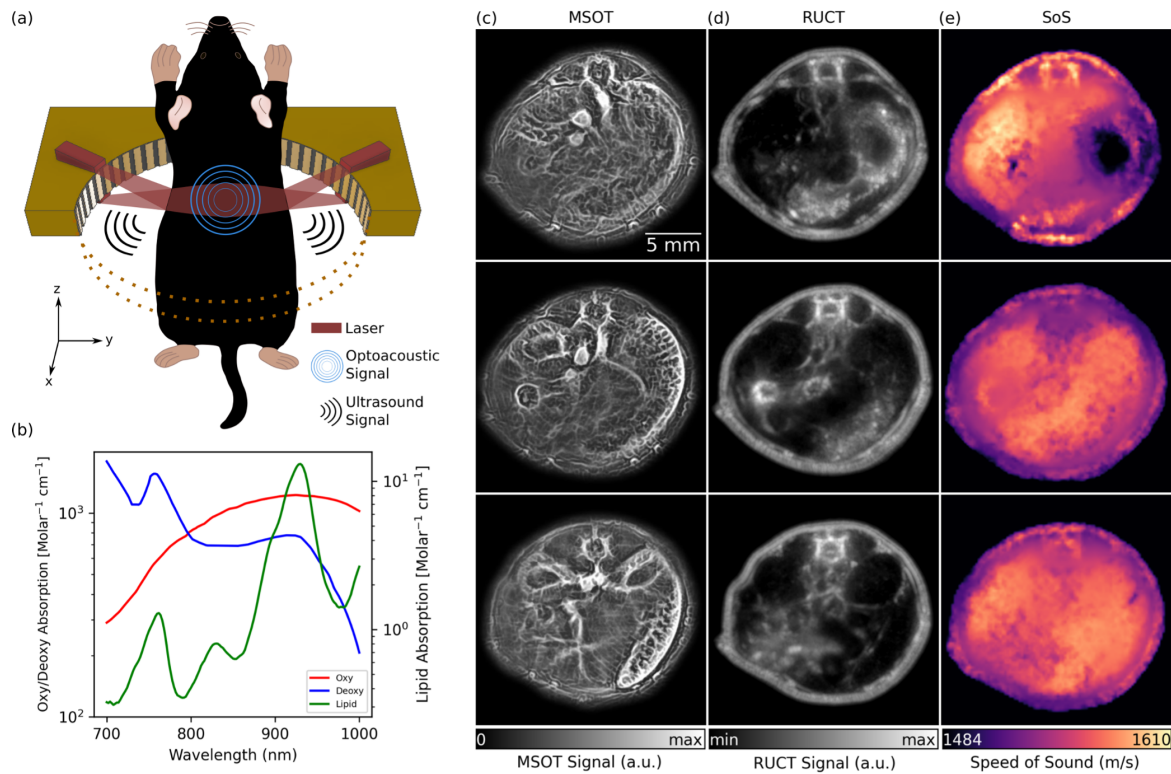 (a)
z
y
x
Laser
Optoacoustic
Signal
Ultrasound
Signal
(b)
Oxy/Deoxy Absorption [Molar⁻¹ cm⁻¹]
10³
10²
Lipid Absorption [Molar⁻¹ cm⁻¹]
10¹
10⁰
Oxy
Deoxy
Lipid
700 800 900 1000
Wavelength (nm)
(c) MSOT
5 mm
0 max
MSOT Signal (a.u.)
(d) RUCT
min max
RUCT Signal (a.u.)
(e) SoS
1484 1610
Speed of Sound (m/s)